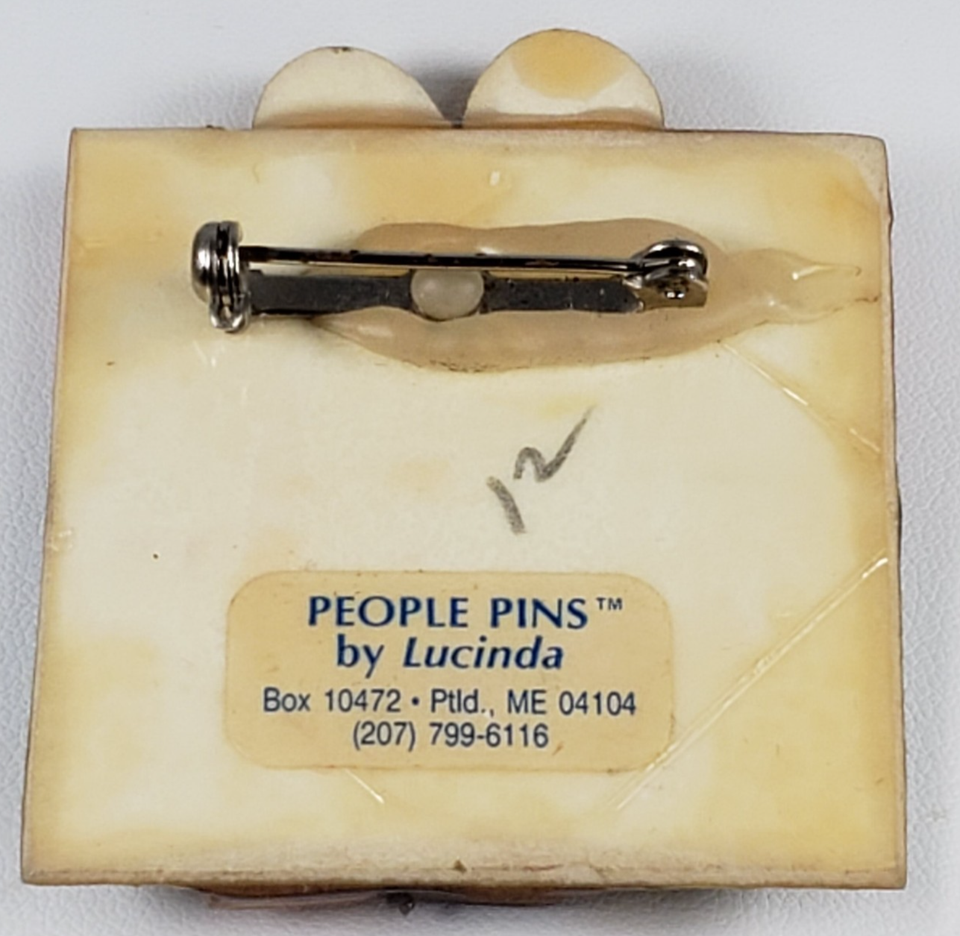 12
PEOPLE PINS™
by Lucinda
Box 10472 • Ptld., ME 04104
(207) 799-6116